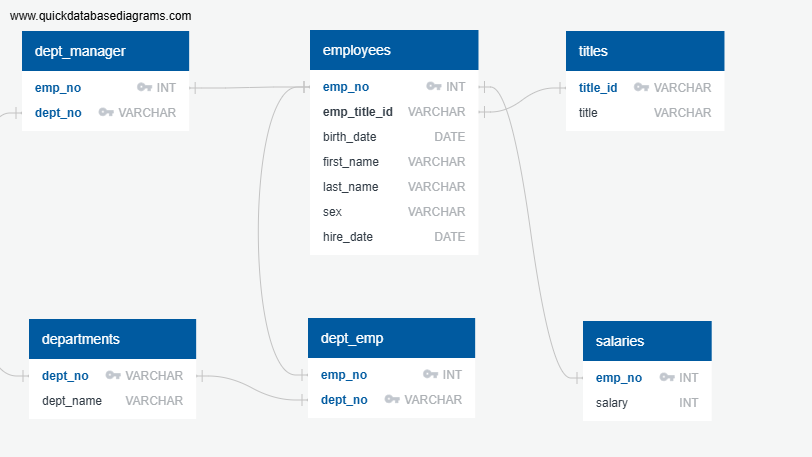 www.quickdatabasediagrams.com
dept_manager
emp_no INT
dept_no VARCHAR
employees
emp_no INT
emp_title_id VARCHAR
birth_date DATE
first_name VARCHAR
last_name VARCHAR
sex VARCHAR
hire_date DATE
titles
title_id VARCHAR
title VARCHAR
departments
dept_no VARCHAR
dept_name VARCHAR
dept_emp
emp_no INT
dept_no VARCHAR
salaries
emp_no INT
salary INT